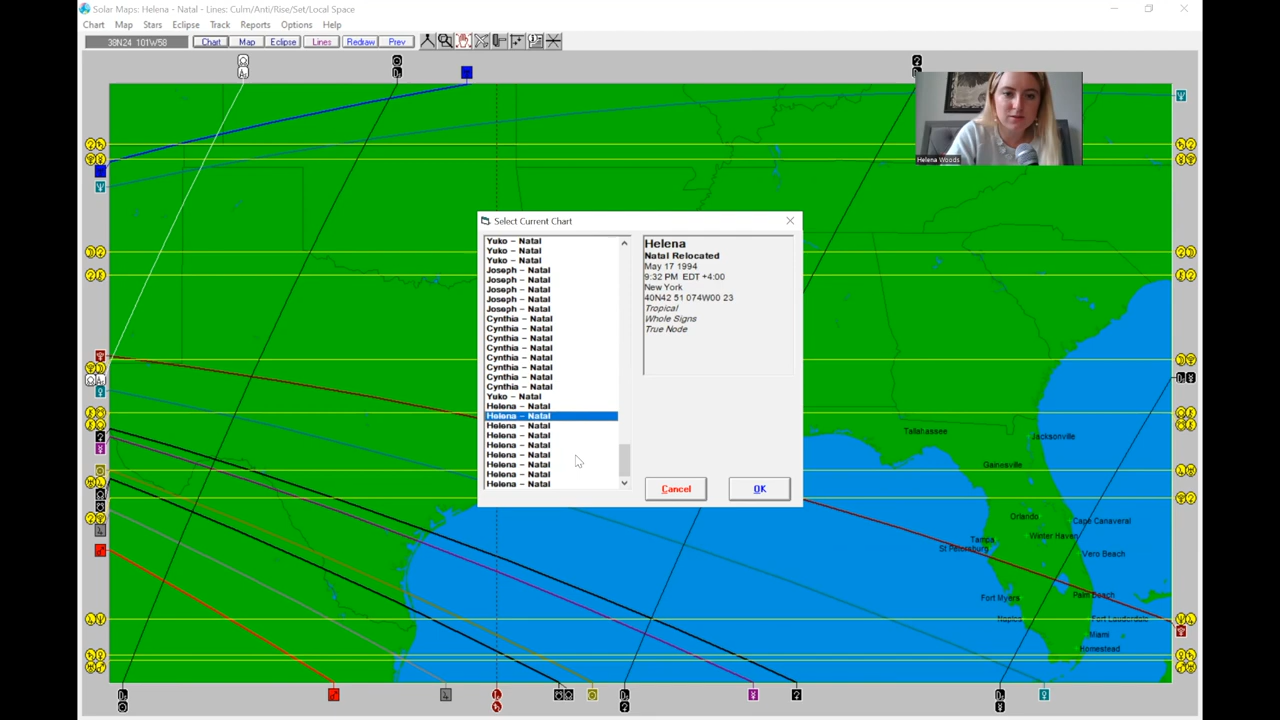 Solar Maps: Helena - Natal - Lines: Culm/Anti/Rise/Set/Local Space
Chart Map Stars Eclipse Track Reports Options Help
39N24 101W58 Chart Map Eclipse Lines Redraw Prev
Helena Woods
Select Current Chart
Yuko - Natal
Yuko - Natal
Yuko - Natal
Joseph - Natal
Joseph - Natal
Joseph - Natal
Joseph - Natal
Joseph - Natal
Cynthia - Natal
Cynthia - Natal
Cynthia - Natal
Cynthia - Natal
Cynthia - Natal
Cynthia - Natal
Cynthia - Natal
Cynthia - Natal
Yuko - Natal
Helena - Natal
Helena - Natal
Helena - Natal
Helena - Natal
Helena - Natal
Helena - Natal
Helena - Natal
Helena - Natal
Helena - Natal
Helena
Natal Relocated
May 17 1994
9:32 PM EDT +4:00
New York
40N42 51 074W00 23
Tropical
Whole Signs
True Node
Cancel
OK
Tallahassee
Jacksonville
Gainesville
Orlando
Cape Canaveral
Winter Haven
Tampa
St Petersburg
Vero Beach
Fort Myers
Palm Beach
Naples
Fort Lauderdale
Miami
Homestead